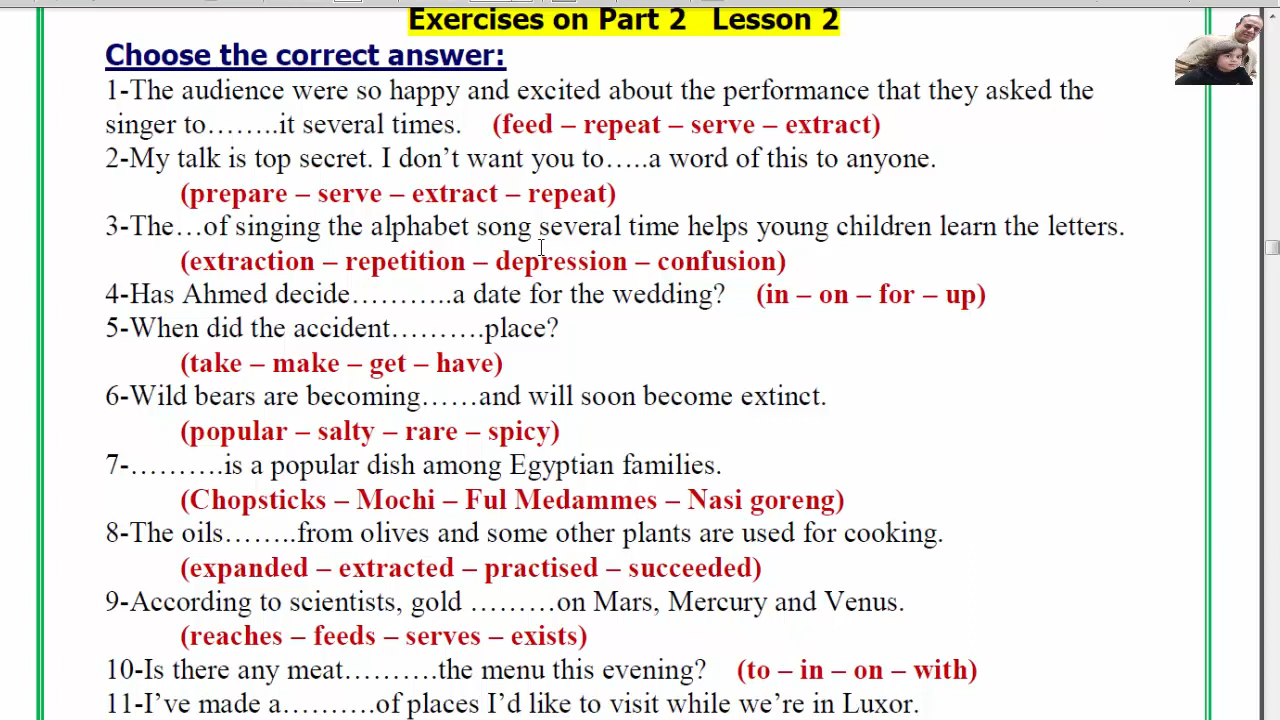 Exercises on Part 2 Lesson 2
Choose the correct answer:
1-The audience were so happy and excited about the performance that they asked the
singer to……..it several times. (feed – repeat – serve – extract)
2-My talk is top secret. I don’t want you to…..a word of this to anyone.
(prepare – serve – extract – repeat)
3-The…of singing the alphabet song several time helps young children learn the letters.
(extraction – repetition – depression – confusion)
4-Has Ahmed decide………..a date for the wedding? (in – on – for – up)
5-When did the accident……….place?
(take – make – get – have)
6-Wild bears are becoming……and will soon become extinct.
(popular – salty – rare – spicy)
7-……….is a popular dish among Egyptian families.
(Chopsticks – Mochi – Ful Medammes – Nasi goreng)
8-The oils……..from olives and some other plants are used for cooking.
(expanded – extracted – practised – succeeded)
9-According to scientists, gold ………on Mars, Mercury and Venus.
(reaches – feeds – serves – exists)
10-Is there any meat……….the menu this evening? (to – in – on – with)
11-I’ve made a……….of places I’d like to visit while we’re in Luxor.